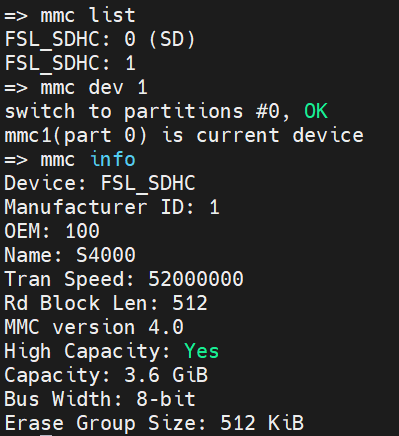 => mmc list
FSL_SDHC: 0 (SD)
FSL_SDHC: 1
=> mmc dev 1
switch to partitions #0, OK
mmc1(part 0) is current device
=> mmc info
Device: FSL_SDHC
Manufacturer ID: 1
OEM: 100
Name: S4000
Tran Speed: 52000000
Rd Block Len: 512
MMC version 4.0
High Capacity: Yes
Capacity: 3.6 GiB
Bus Width: 8-bit
Erase Group Size: 512 KiB